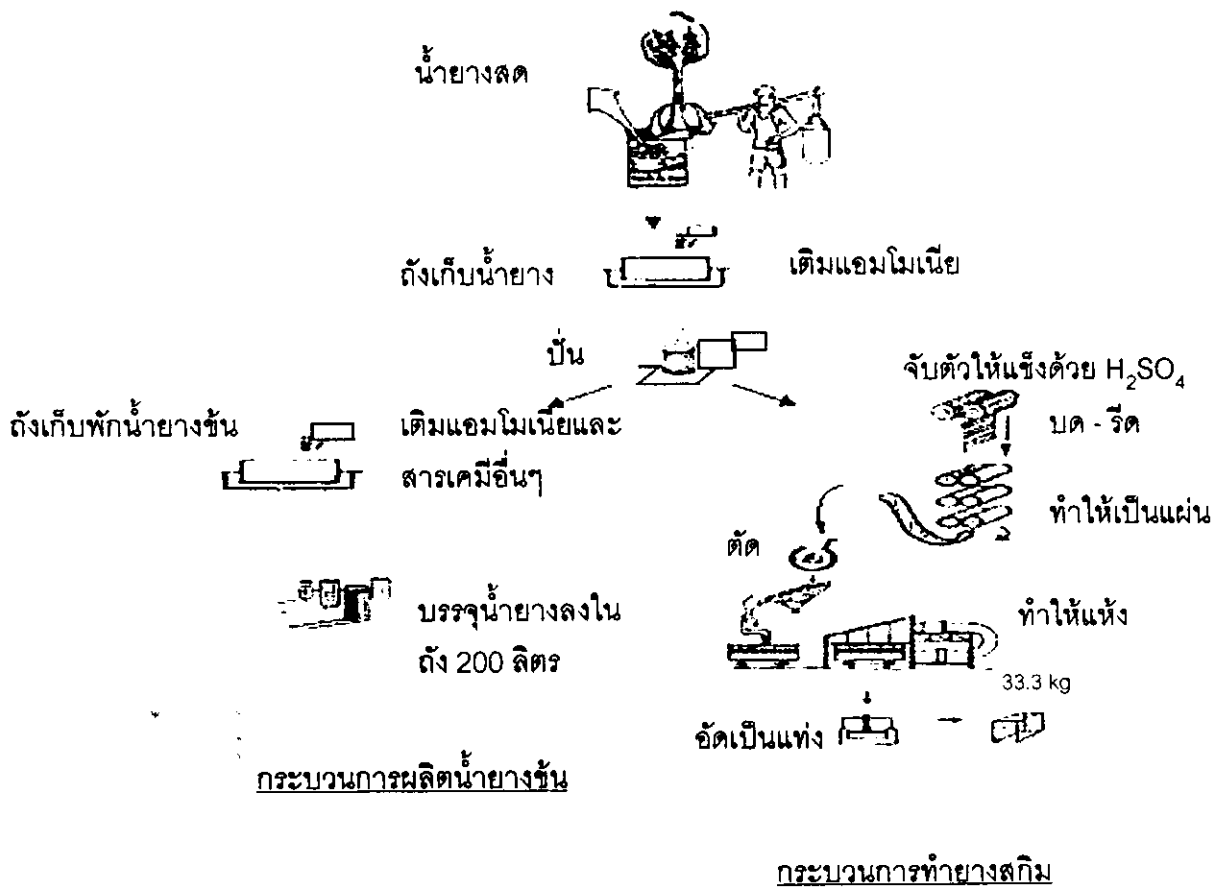 น้ำยางสด
ถังเก็บน้ำยาง
เติมแอมโมเนีย
ปั่น
ถังเก็บพักน้ำยางข้น
เติมแอมโมเนียและ
สารเคมีอื่นๆ
บรรจุน้ำยางลงใน
ถัง 200 ลิตร
กระบวนการผลิตน้ำยางข้น
จับตัวให้แข็งด้วย H₂SO₄
บด - รีด
ทำให้เป็นแผ่น
ตัด
ทำให้แห้ง
33.3 kg
อัดเป็นแท่ง
กระบวนการทำยางสกิม